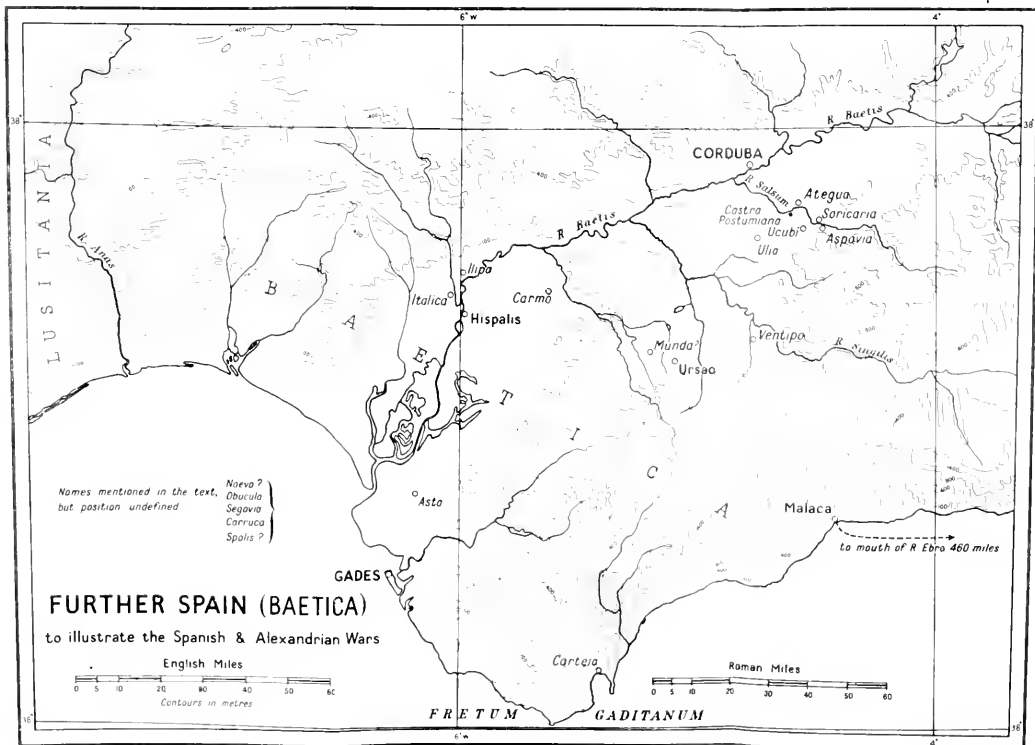 6° W
4°
38°
38°
R Baetis
CORDUBA
R Salsum
Ategua
Castra
Postumiana
Soricaria
Ucubi
Aspavia
Ulia
LUSITANIA
R. Anas
R Baetis
Ilipa
Italica
Carmo
Hispalis
BAETICA
Munda?
Ursao
Ventipo
R Singilis
Names mentioned in the text,
but position undefined
Naeva ?
Obucula
Segovia
Carruca
Spalis ?
Asta
Malaca
to mouth of R Ebro 460 miles
GADES
FURTHER SPAIN (BAETICA)
to illustrate the Spanish & Alexandrian Wars
English Miles
0 5 10 20 30 40 50 60
Contours in metres
Carteia
Roman Miles
0 5 10 20 30 40 50 60
FRETUM GADITANUM
36°
36°
6° W
4°